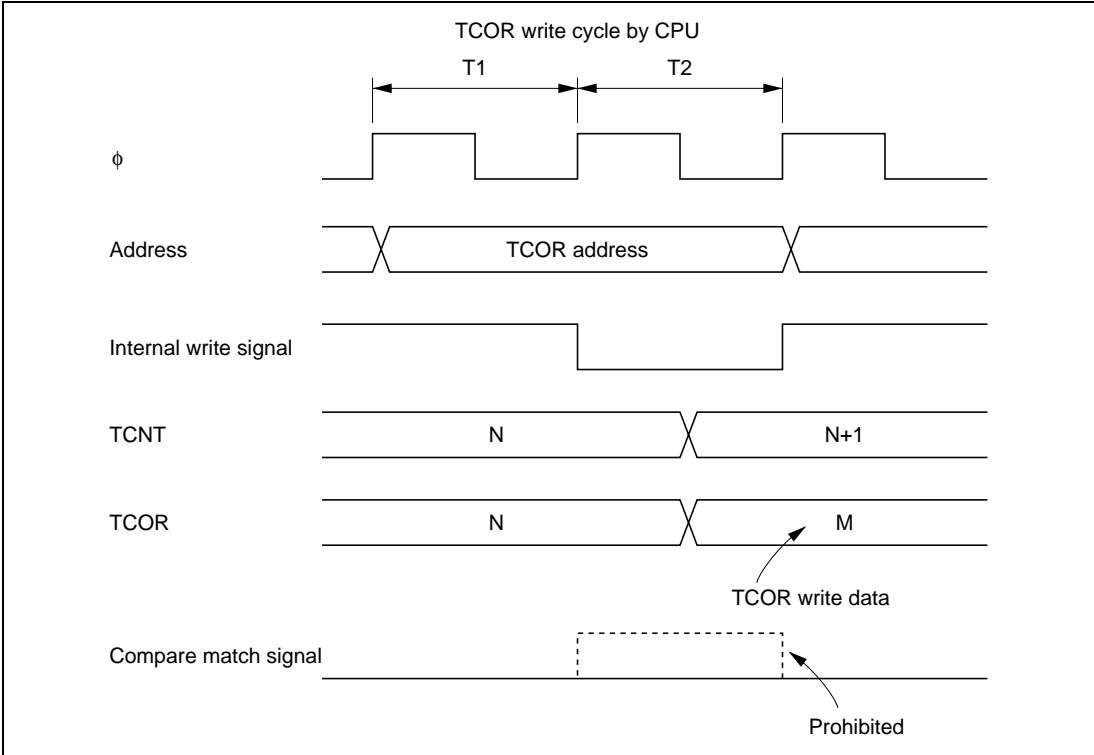 TCOR write cycle by CPU
T1 T2
ϕ
Address TCOR address
Internal write signal
TCNT N N+1
TCOR N M
TCOR write data
Compare match signal
Prohibited